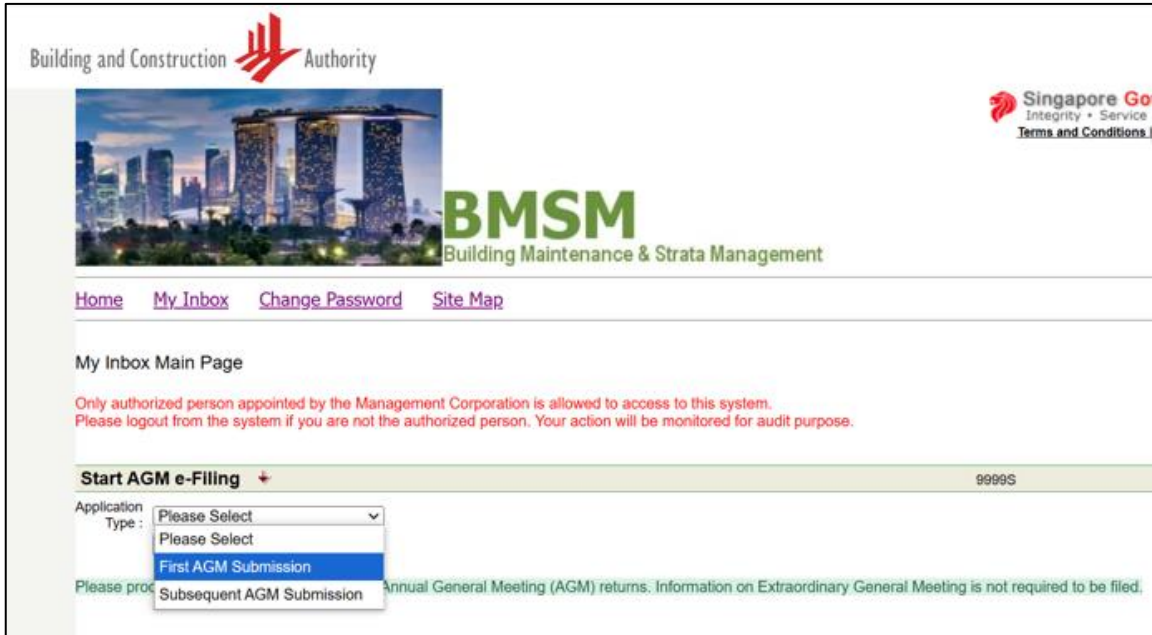 Building and Construction Authority
Singapore Go
Integrity • Service
Terms and Conditions |
BMSM
Building Maintenance & Strata Management
Home My Inbox Change Password Site Map
My Inbox Main Page
Only authorized person appointed by the Management Corporation is allowed to access to this system.
Please logout from the system if you are not the authorized person. Your action will be monitored for audit purpose.
Start AGM e-Filing 9999S
Application
Type : Please Select
Please Select
First AGM Submission
Please proc Annual General Meeting (AGM) returns. Information on Extraordinary General Meeting is not required to be filed.
Subsequent AGM Submission